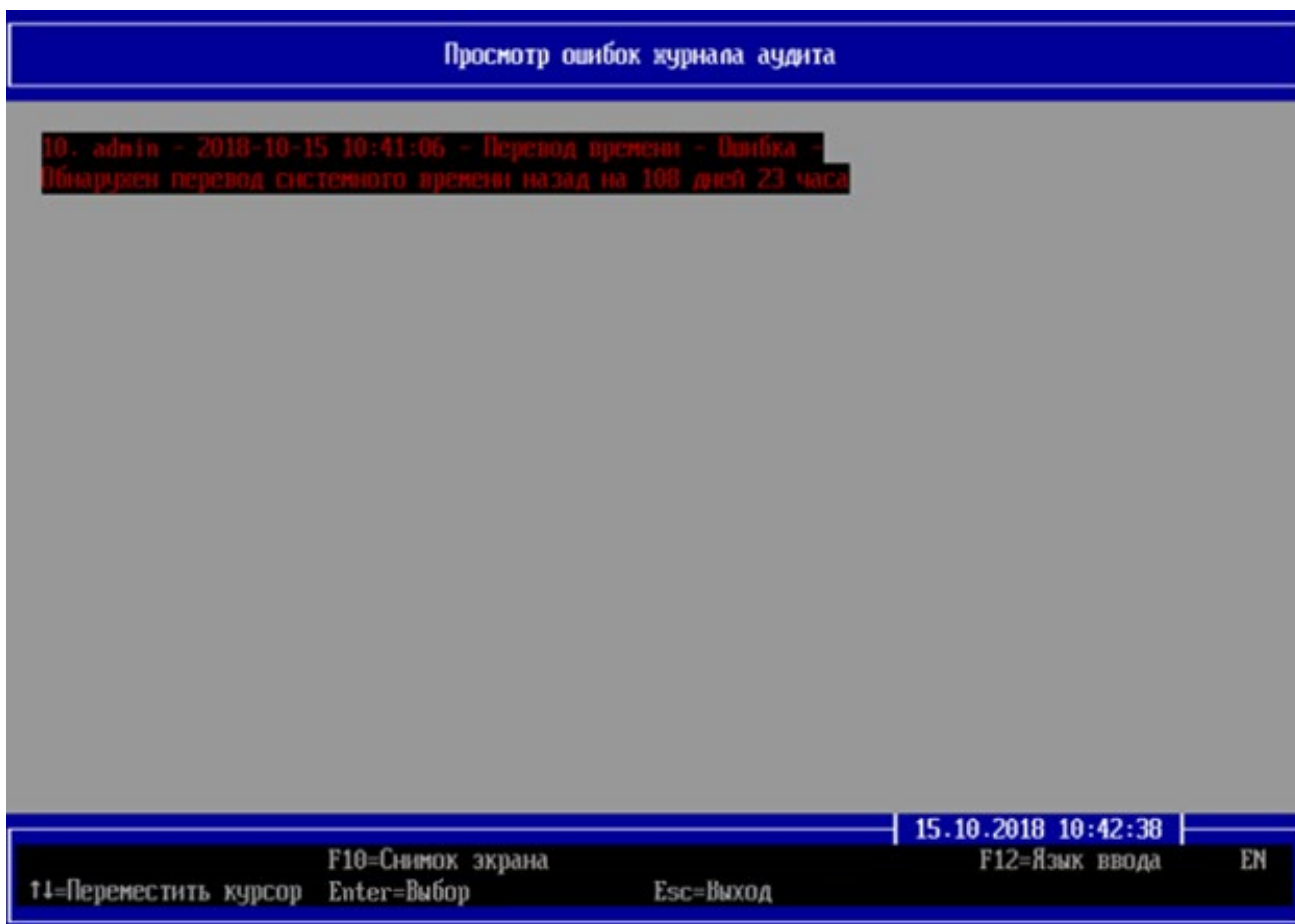 Просмотр ошибок журнала аудита
10. admin - 2018-10-15 10:41:06 - Перевод времени - Ошибка -
Обнаружен перевод системного времени назад на 108 дней 23 часа
15.10.2018 10:42:38
F10=Снимок экрана F12=Язык ввода EN
↑↓=Переместить курсор Enter=Выбор Esc=Выход